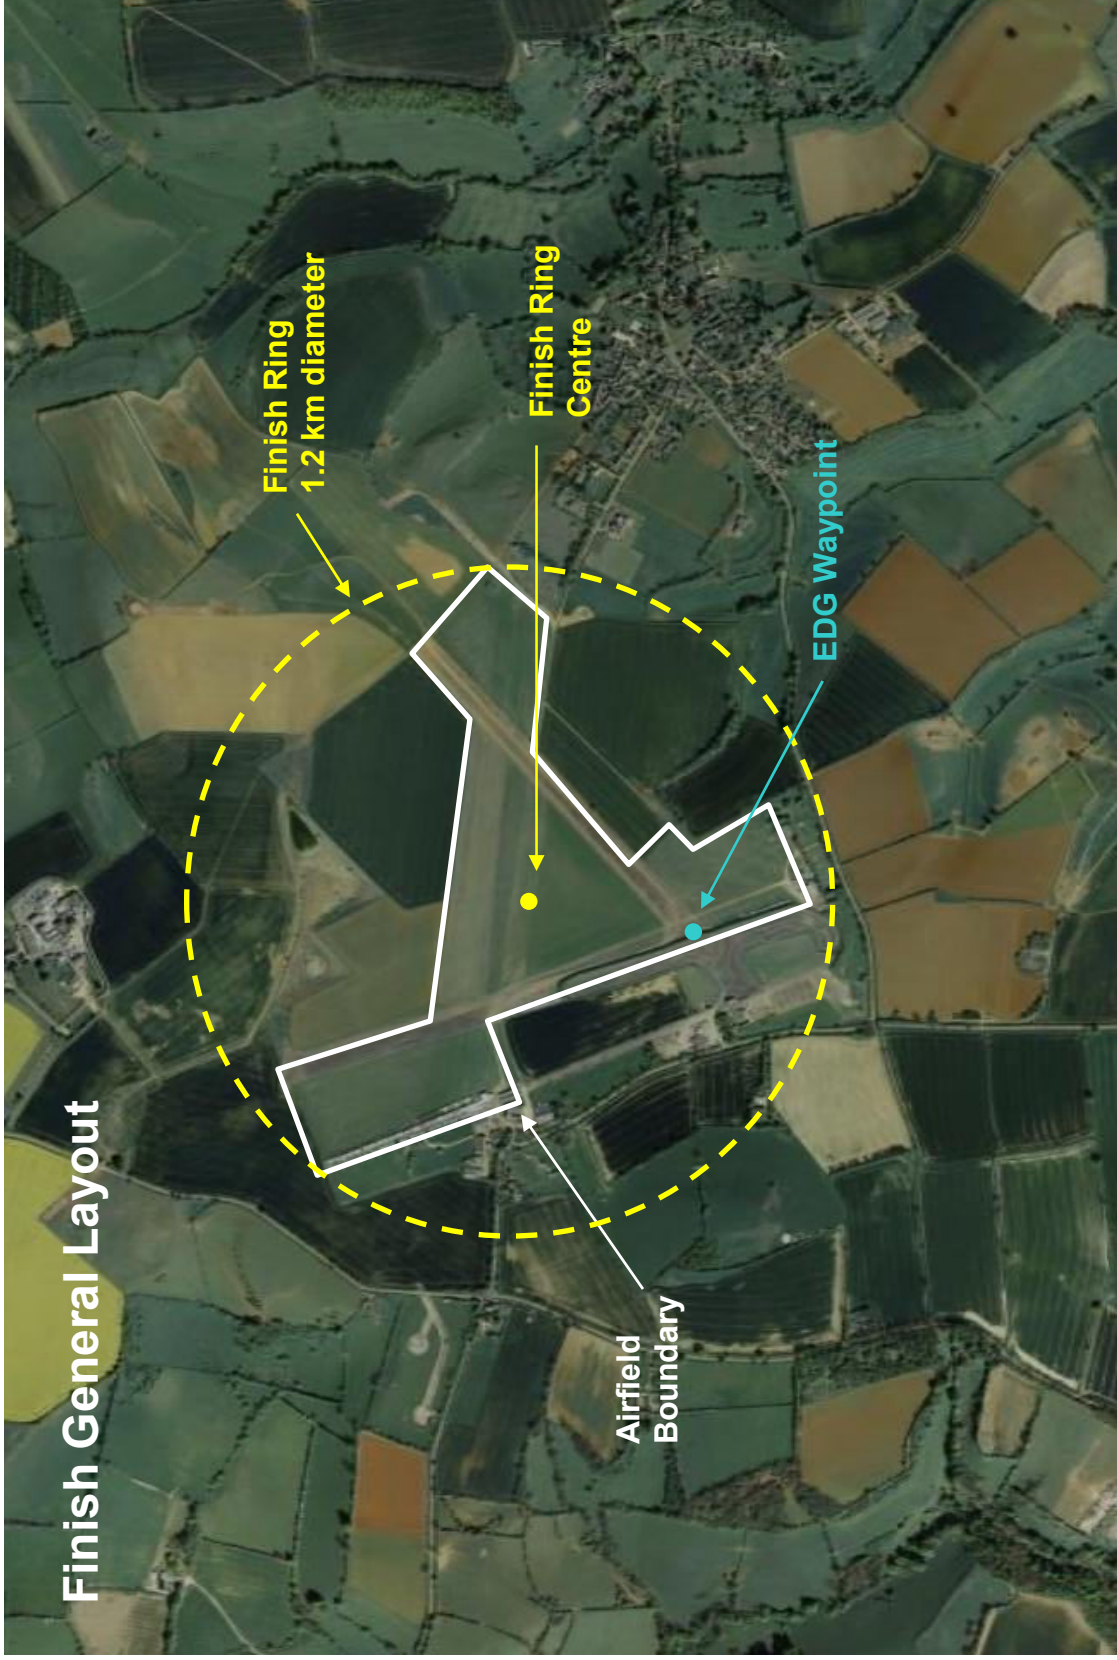 Finish General Layout
Finish Ring
1.2 km diameter
Finish Ring
Centre
EDG Waypoint
Airfield
Boundary